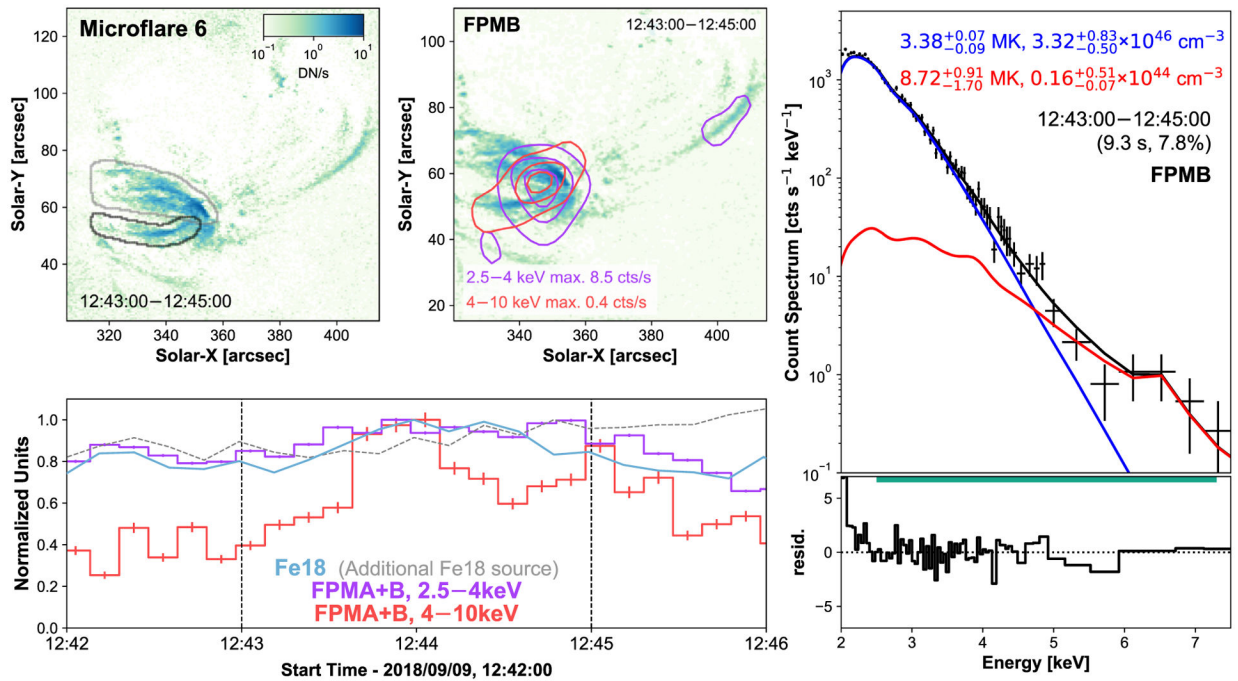 Microflare 6
10⁻¹ 10⁰ 10¹
DN/s
120
100
80
60
40
Solar-Y [arcsec]
12:43:00−12:45:00
320 340 360 380 400
Solar-X [arcsec]
FPMB
12:43:00−12:45:00
100
80
60
40
20
Solar-Y [arcsec]
2.5−4 keV max. 8.5 cts/s
4−10 keV max. 0.4 cts/s
340 360 380 400
Solar-X [arcsec]
1.0
0.8
0.6
0.4
0.2
0.0
Normalized Units
Fe18 (Additional Fe18 source)
FPMA+B, 2.5−4keV
FPMA+B, 4−10keV
12:42 12:43 12:44 12:45 12:46
Start Time - 2018/09/09, 12:42:00
3.38 +0.07 −0.09 MK, 3.32 +0.83 −0.50 ×10⁴⁶ cm⁻³
8.72 +0.91 −1.70 MK, 0.16 +0.51 −0.07 ×10⁴⁴ cm⁻³
12:43:00−12:45:00
(9.3 s, 7.8%)
FPMB
10³
10²
10¹
10⁰
10⁻¹
Count Spectrum [cts s⁻¹ keV⁻¹]
10
5
0
−5
resid.
2 3 4 5 6 7
Energy [keV]